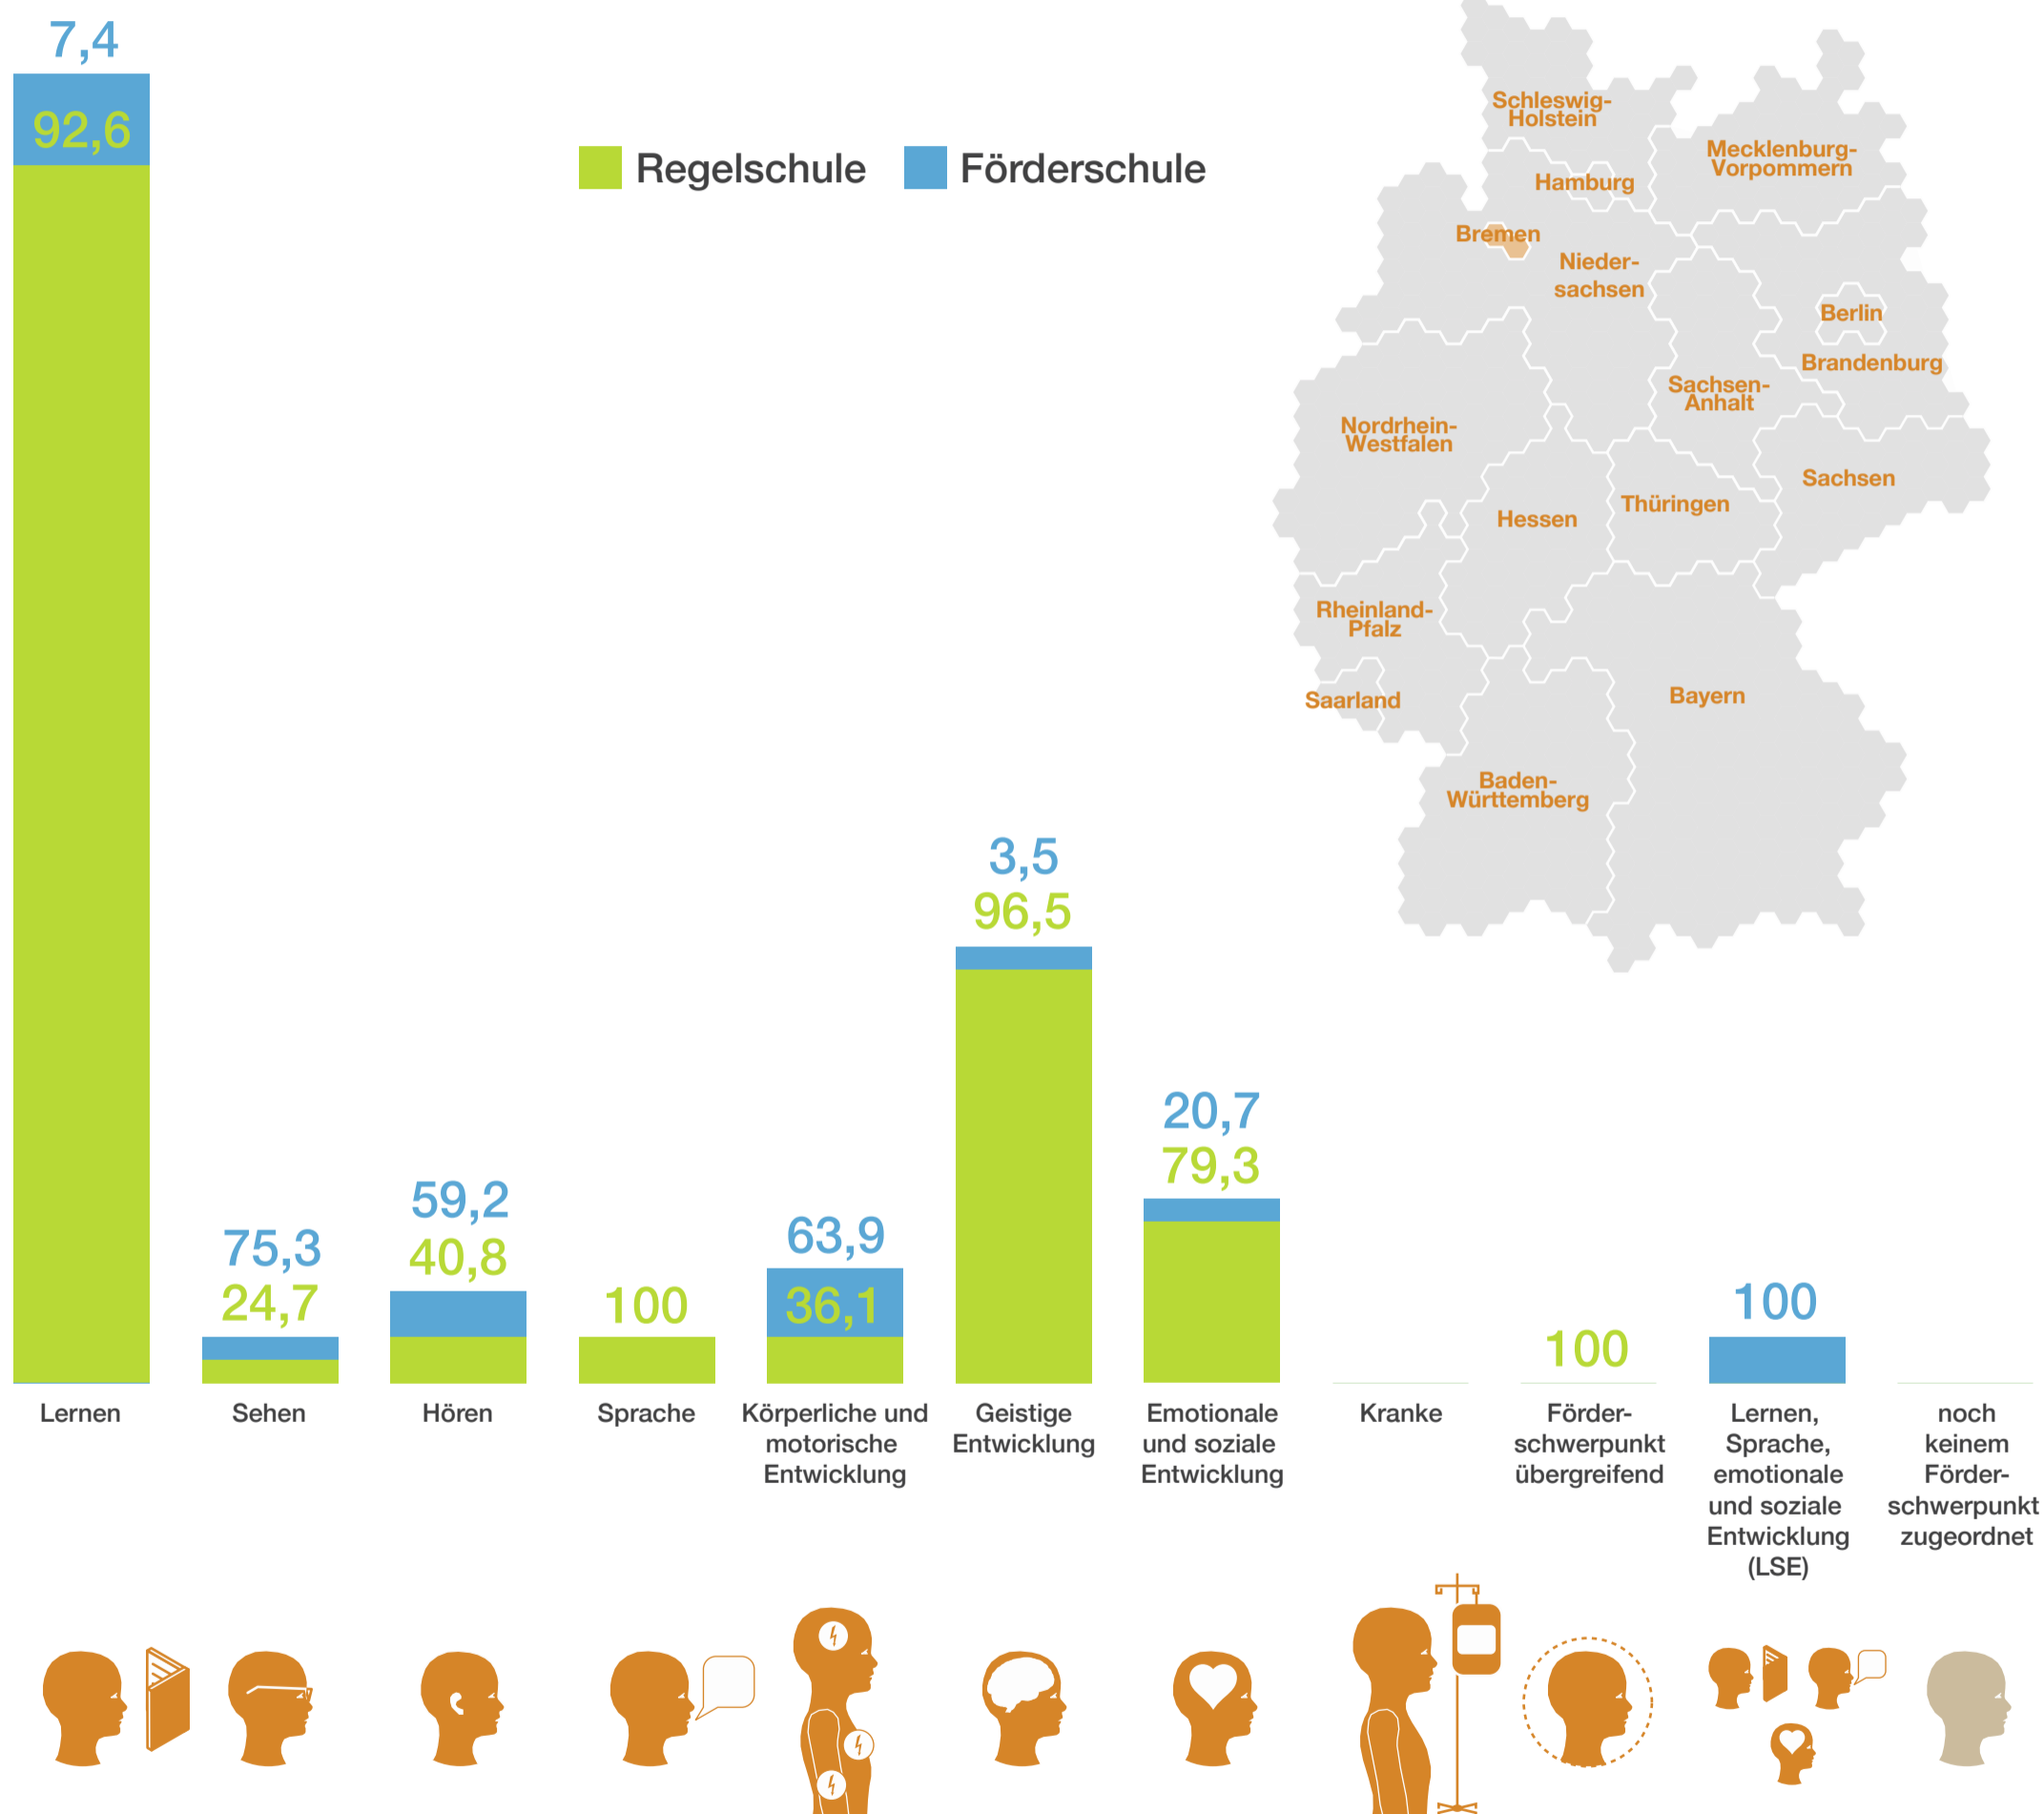 7,4
92,6
Regelschule
Förderschule
Schleswig-
Holstein
Mecklenburg-
Vorpommern
Hamburg
Bremen
Nieder-
sachsen
Berlin
Brandenburg
Sachsen-
Anhalt
Nordrhein-
Westfalen
Sachsen
Thüringen
Hessen
Rheinland-
Pfalz
Saarland
Bayern
Baden-
Württemberg
75,3
24,7
59,2
40,8
100
63,9
36,1
3,5
96,5
20,7
79,3
100
100
Lernen
Sehen
Hören
Sprache
Körperliche und
motorische
Entwicklung
Geistige
Entwicklung
Emotionale
und soziale
Entwicklung
Kranke
Förder-
schwerpunkt
übergreifend
Lernen,
Sprache,
emotionale
und soziale
Entwicklung
(LSE)
noch
keinem
Förder-
schwerpunkt
zugeordnet